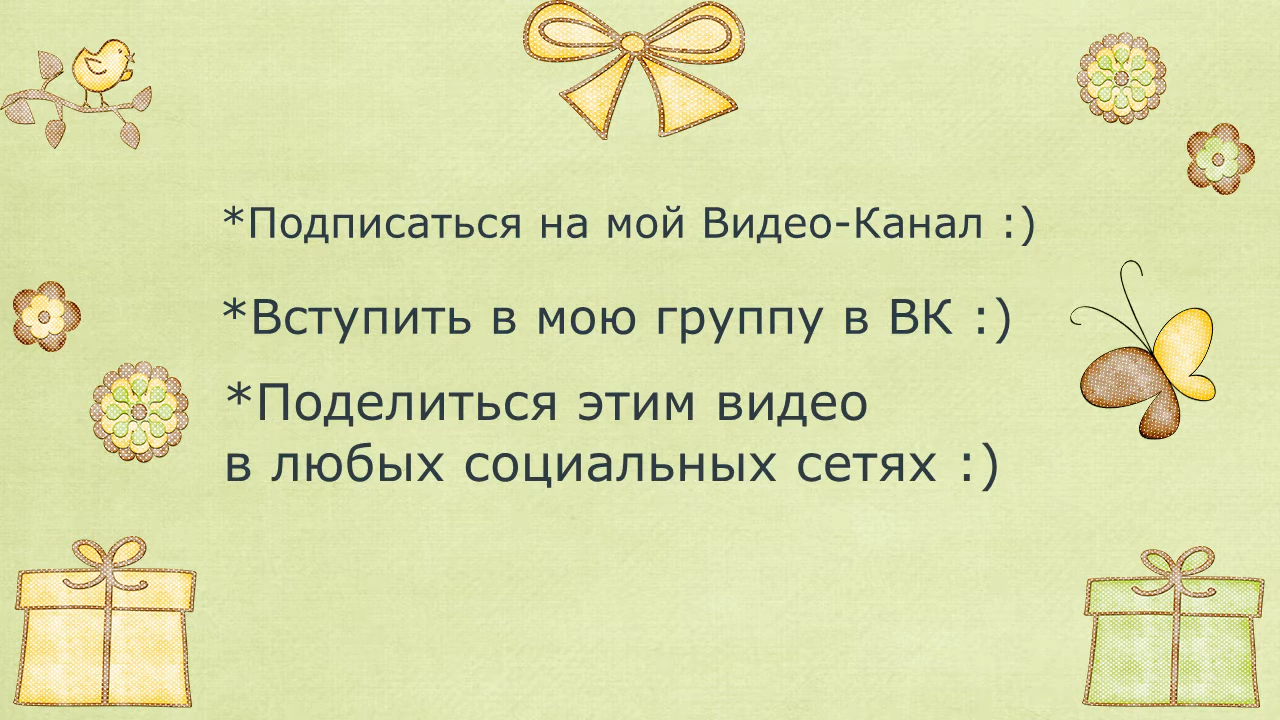 *Подписаться на мой Видео-Канал :)
*Вступить в мою группу в ВК :)
*Поделиться этим видео
в любых социальных сетях :)